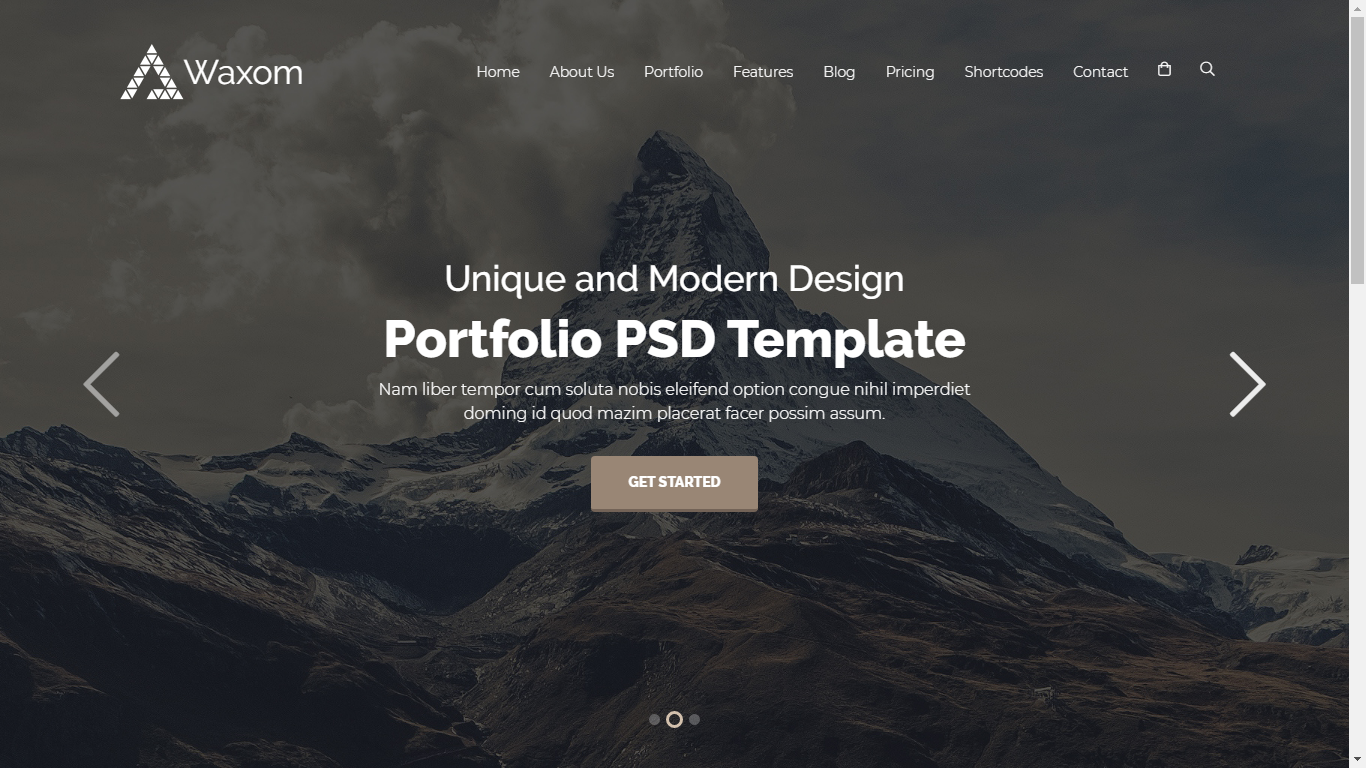 Waxom
Home About Us Portfolio Features Blog Pricing Shortcodes Contact
Unique and Modern Design
Portfolio PSD Template
Nam liber tempor cum soluta nobis eleifend option congue nihil imperdiet
doming id quod mazim placerat facer possim assum.
GET STARTED